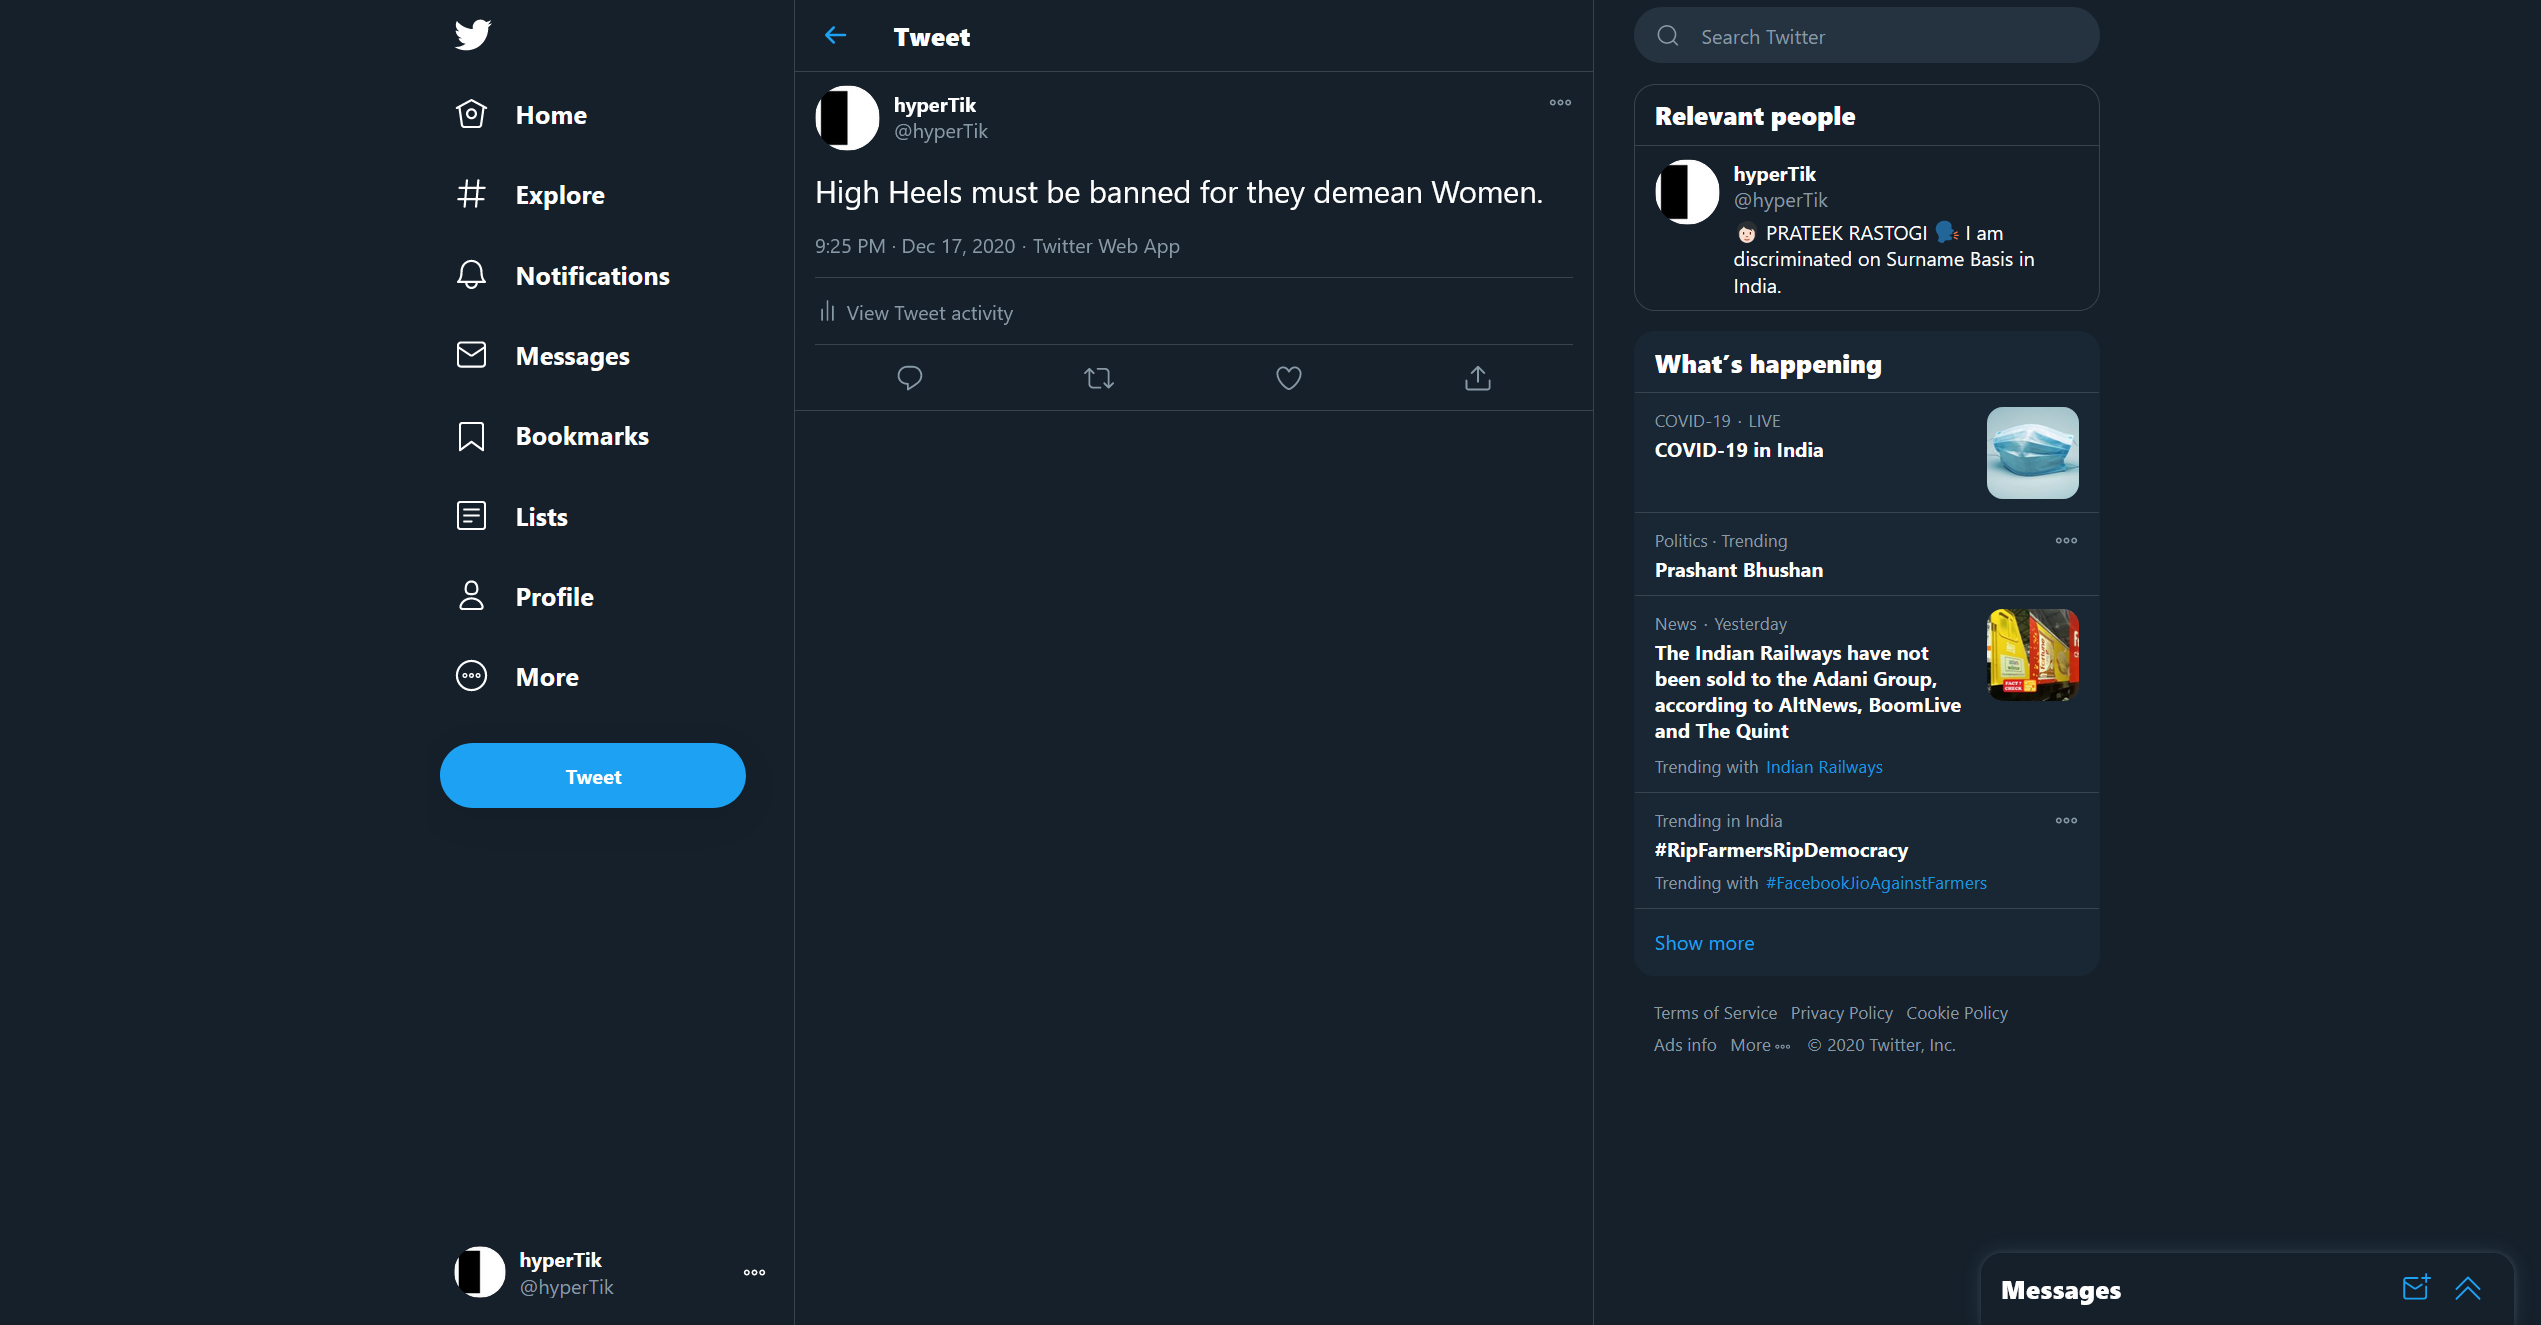 Home
Explore
Notifications
Messages
Bookmarks
Lists
Profile
More
Tweet
hyperTik
@hyperTik
Tweet
hyperTik
@hyperTik
High Heels must be banned for they demean Women.
9:25 PM · Dec 17, 2020 · Twitter Web App
View Tweet activity
Search Twitter
Relevant people
hyperTik
@hyperTik
🧑🏻 PRATEEK RASTOGI 🗣 I am
discriminated on Surname Basis in
India.
What's happening
COVID-19 · LIVE
COVID-19 in India
Politics · Trending
Prashant Bhushan
News · Yesterday
The Indian Railways have not
been sold to the Adani Group,
according to AltNews, BoomLive
and The Quint
FACT
CHECK
Trending with Indian Railways
Trending in India
#RipFarmersRipDemocracy
Trending with #FacebookJioAgainstFarmers
Show more
Terms of Service Privacy Policy Cookie Policy
Ads info More © 2020 Twitter, Inc.
Messages